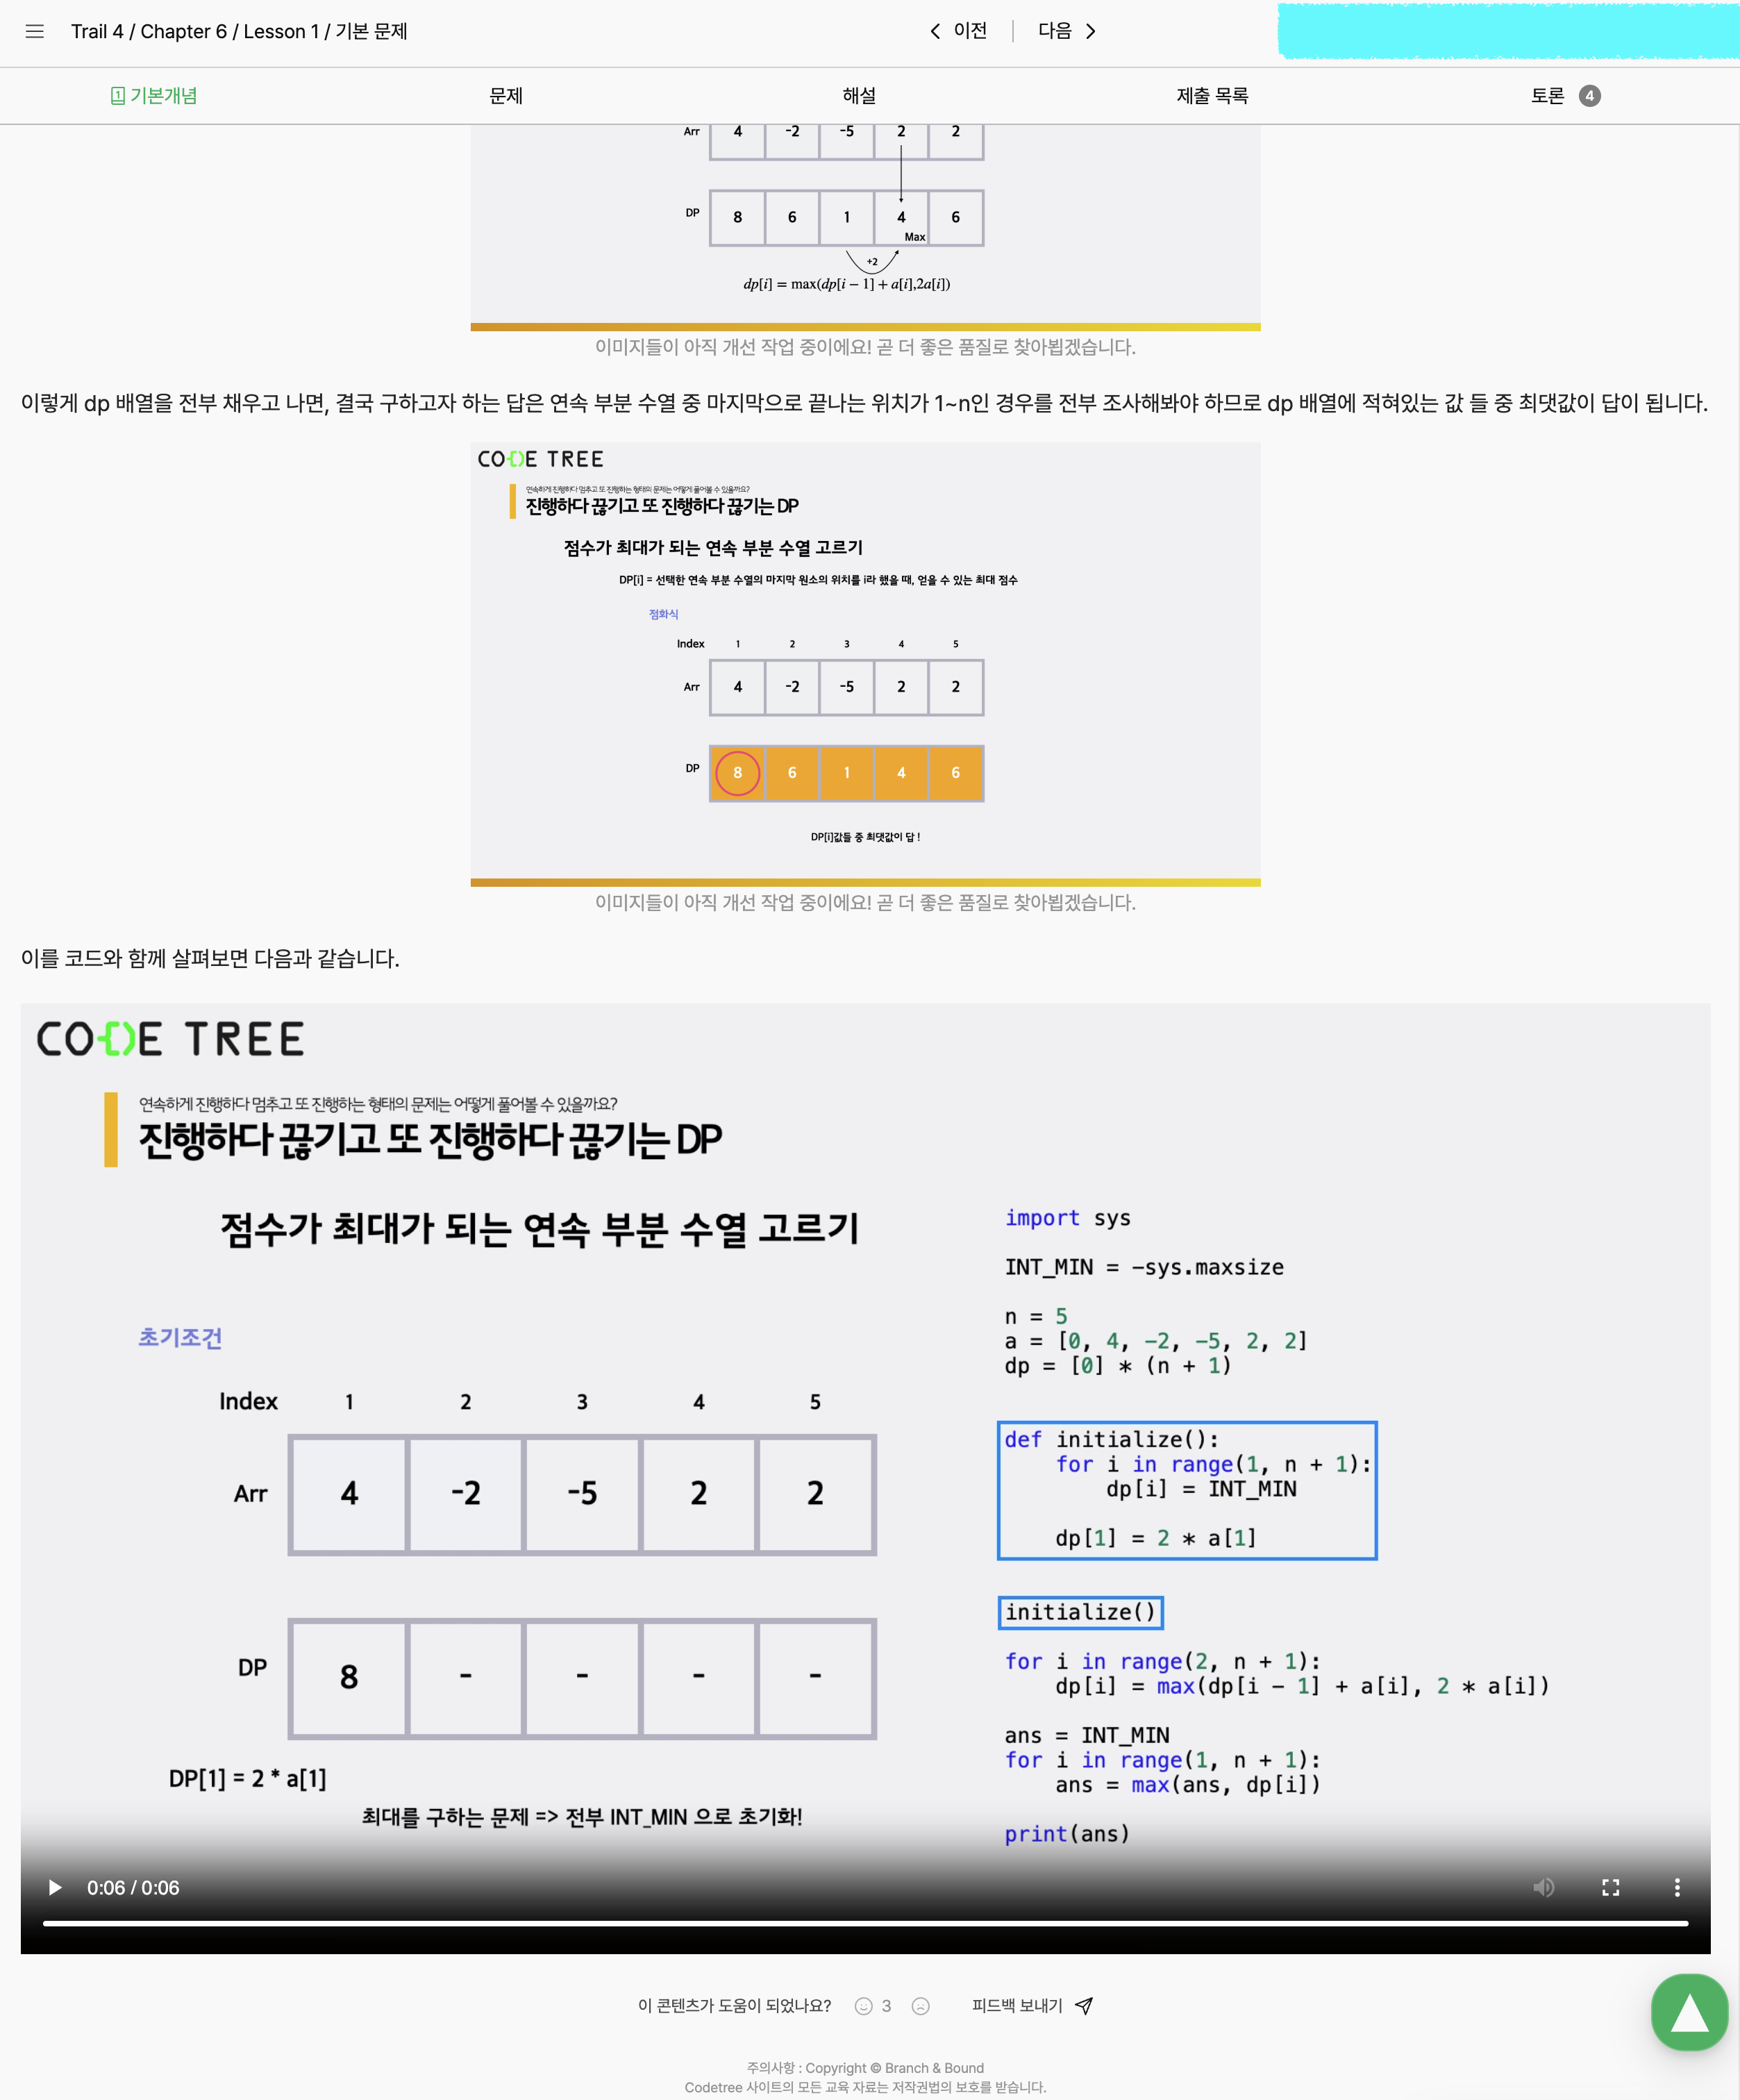 Trail 4 / Chapter 6 / Lesson 1 / 기본 문제
이전
다음
기본개념
문제
해설
제출 목록
토론 4
Arr 4 -2 -5 2 2
DP 8 6 1 4 6
Max
+2
dp[i] = max(dp[i − 1] + a[i],2a[i])
이미지들이 아직 개선 작업 중이에요! 곧 더 좋은 품질로 찾아뵙겠습니다.
이렇게 dp 배열을 전부 채우고 나면, 결국 구하고자 하는 답은 연속 부분 수열 중 마지막으로 끝나는 위치가 1~n인 경우를 전부 조사해봐야 하므로 dp 배열에 적혀있는 값 들 중 최댓값이 답이 됩니다.
CO{}E TREE
연속하게 진행하다 멈추고 또 진행하는 형태의 문제는 어떻게 풀어볼 수 있을까요?
진행하다 끊기고 또 진행하다 끊기는 DP
점수가 최대가 되는 연속 부분 수열 고르기
DP[i] = 선택한 연속 부분 수열의 마지막 원소의 위치를 i라 했을 때, 얻을 수 있는 최대 점수
점화식
Index 1 2 3 4 5
Arr 4 -2 -5 2 2
DP 8 6 1 4 6
DP[i]값들 중 최댓값이 답 !
이미지들이 아직 개선 작업 중이에요! 곧 더 좋은 품질로 찾아뵙겠습니다.
이를 코드와 함께 살펴보면 다음과 같습니다.
CO{}E TREE
연속하게 진행하다 멈추고 또 진행하는 형태의 문제는 어떻게 풀어볼 수 있을까요?
진행하다 끊기고 또 진행하다 끊기는 DP
점수가 최대가 되는 연속 부분 수열 고르기
초기조건
Index 1 2 3 4 5
Arr 4 -2 -5 2 2
DP 8 - - - -
DP[1] = 2 * a[1]
최대를 구하는 문제 => 전부 INT_MIN 으로 초기화!
import sys
INT_MIN = -sys.maxsize
n = 5
a = [0, 4, -2, -5, 2, 2]
dp = [0] * (n + 1)
def initialize():
for i in range(1, n + 1):
dp[i] = INT_MIN
dp[1] = 2 * a[1]
initialize()
for i in range(2, n + 1):
dp[i] = max(dp[i - 1] + a[i], 2 * a[i])
ans = INT_MIN
for i in range(1, n + 1):
ans = max(ans, dp[i])
print(ans)
0:06 / 0:06
이 콘텐츠가 도움이 되었나요? 3 피드백 보내기
주의사항 : Copyright © Branch & Bound
Codetree 사이트의 모든 교육 자료는 저작권법의 보호를 받습니다.